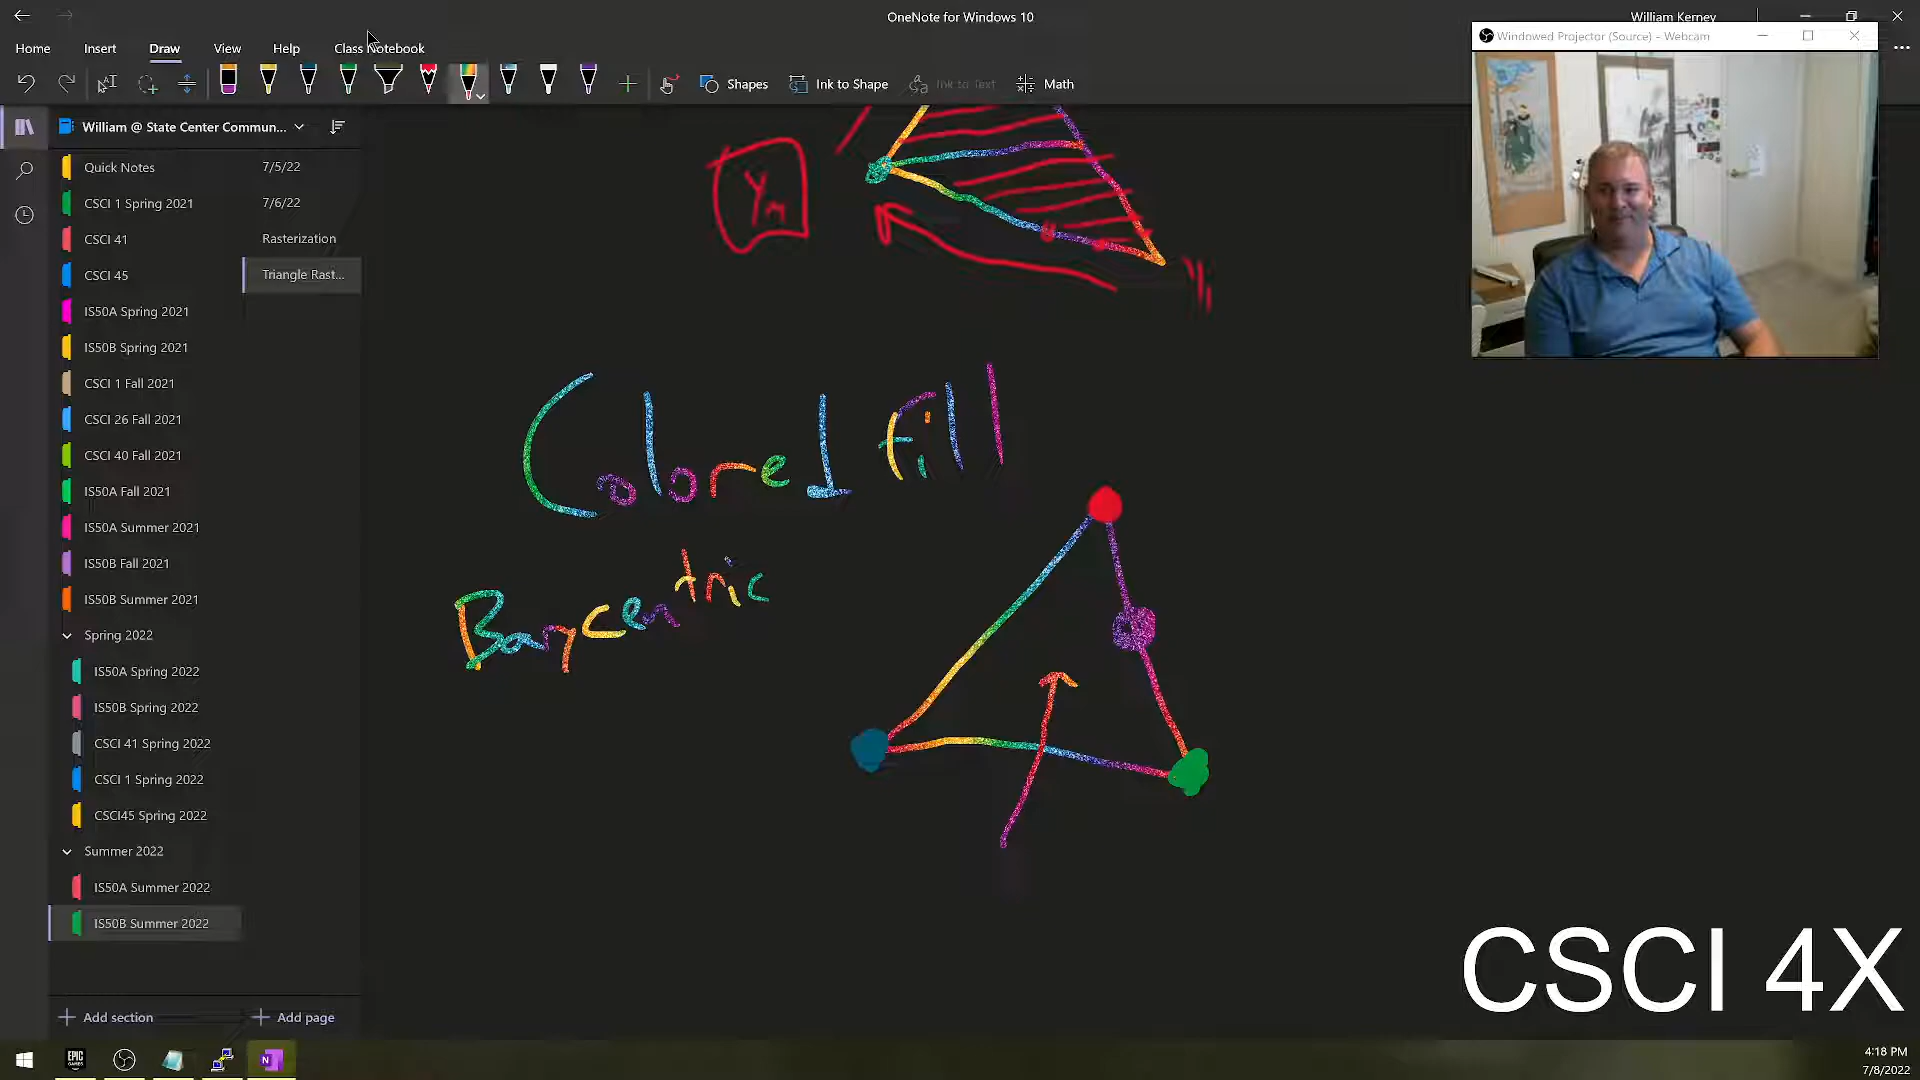 OneNote for Windows 10
William Kerney
Windowed Projector (Source) - Webcam
Home Insert Draw View Help Class Notebook
Shapes Ink to Shape Ink to Text Math
William @ State Center Commun...
Quick Notes 7/5/22
CSCI 1 Spring 2021 7/6/22
CSCI 41 Rasterization
CSCI 45 Triangle Rast...
IS50A Spring 2021
IS50B Spring 2021
CSCI 1 Fall 2021
CSCI 26 Fall 2021
CSCI 40 Fall 2021
IS50A Fall 2021
IS50A Summer 2021
IS50B Fall 2021
IS50B Summer 2021
Spring 2022
IS50A Spring 2022
IS50B Spring 2022
CSCI 41 Spring 2022
CSCI 1 Spring 2022
CSCI45 Spring 2022
Summer 2022
IS50A Summer 2022
IS50B Summer 2022
Add section Add page
Colored fill
Barycentric
CSCI 4X
EPIC GAMES
4:18 PM
7/8/2022